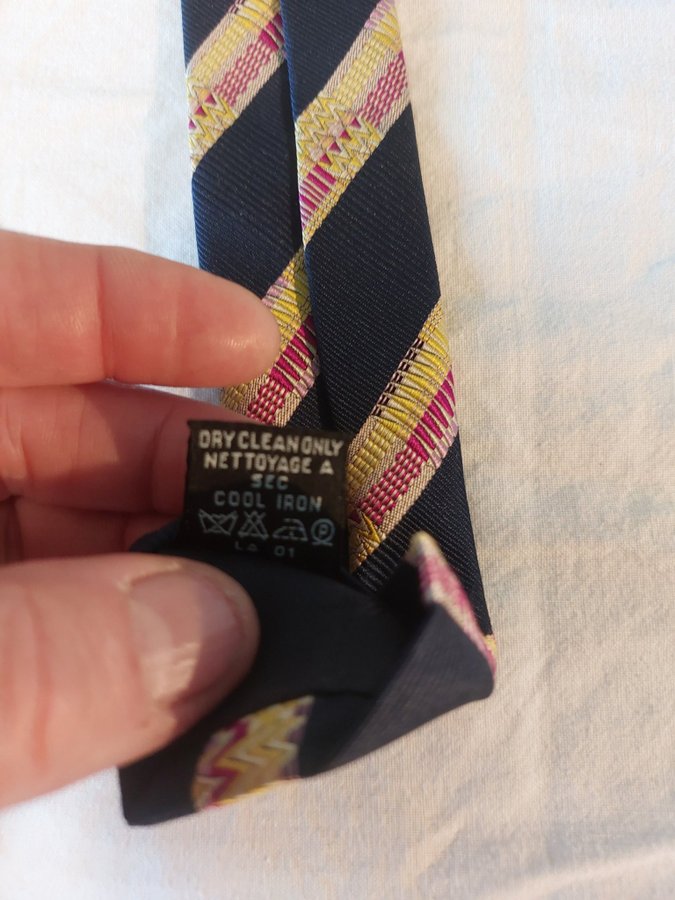 DRY CLEAN ONLY
NETTOYAGE A
SEC
COOL IRON
P
LA 01